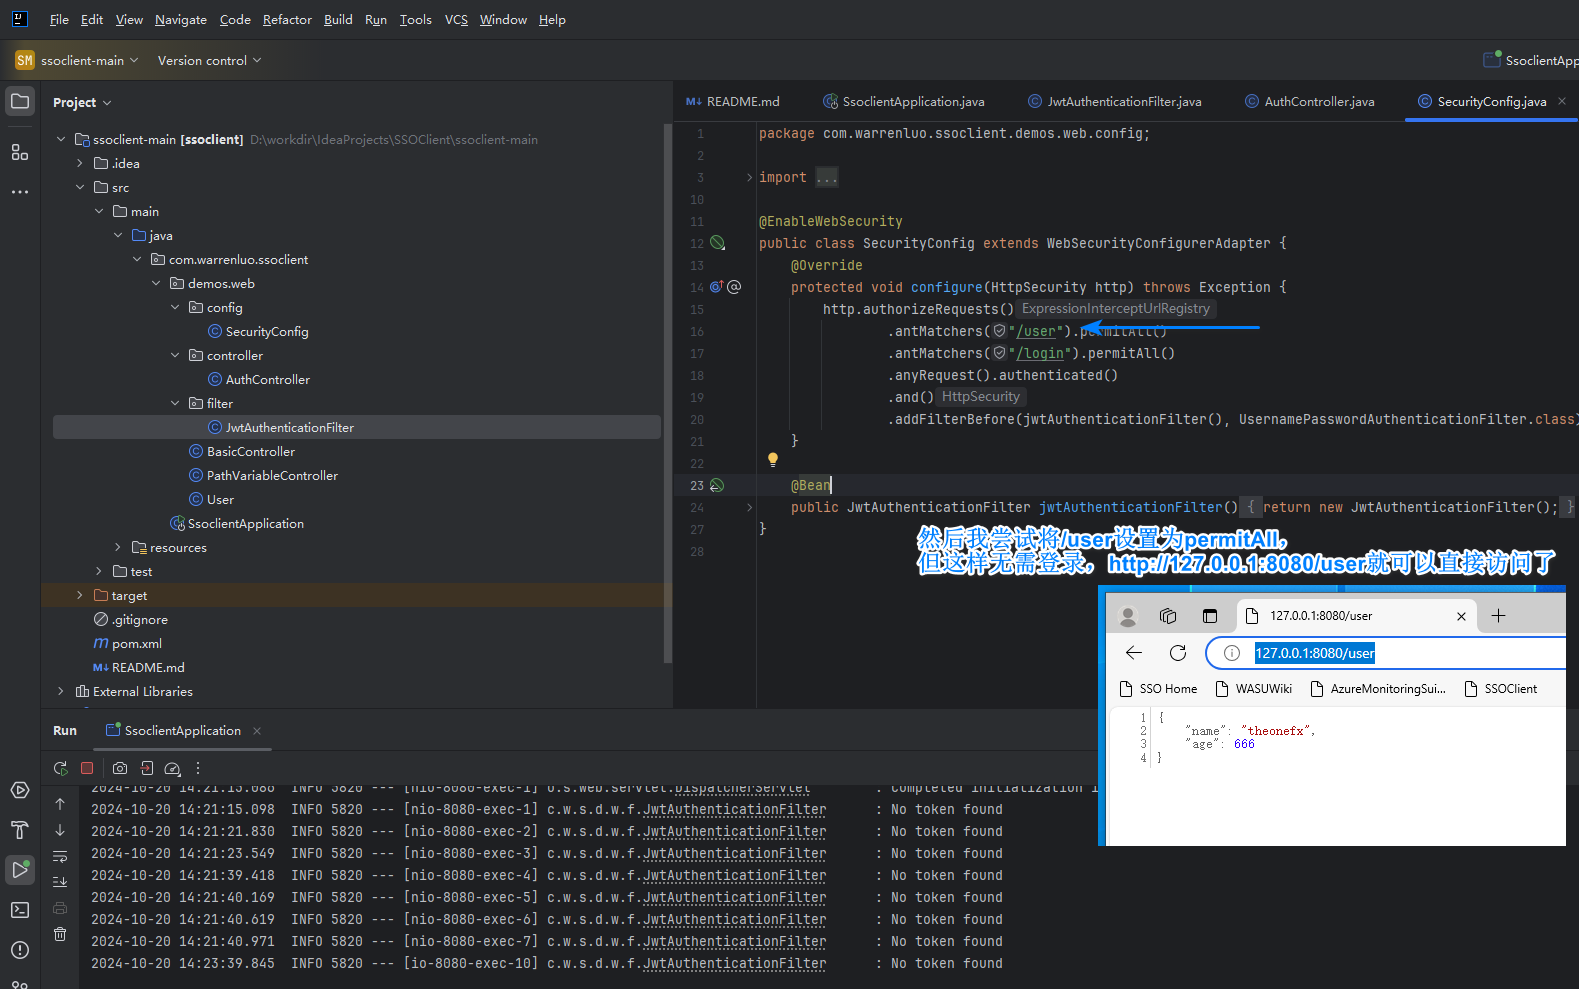 File Edit View Navigate Code Refactor Build Run Tools VCS Window Help
SM ssoclient-main Version control SsoclientApp
Project
ssoclient-main [ssoclient] D:\workdir\IdeaProjects\SSOClient\ssoclient-main
.idea
src
main
java
com.warrenluo.ssoclient
demos.web
config
SecurityConfig
controller
AuthController
filter
JwtAuthenticationFilter
BasicController
PathVariableController
User
SsoclientApplication
resources
test
target
.gitignore
pom.xml
README.md
External Libraries
README.md SsoclientApplication.java JwtAuthenticationFilter.java AuthController.java SecurityConfig.java
1 package com.warrenluo.ssoclient.demos.web.config;
2
3 import ...
10
11 @EnableWebSecurity
12 public class SecurityConfig extends WebSecurityConfigurerAdapter {
13 @Override
14 protected void configure(HttpSecurity http) throws Exception {
15 http.authorizeRequests() ExpressionInterceptUrlRegistry
16 .antMatchers("/user").permitAll()
17 .antMatchers("/login").permitAll()
18 .anyRequest().authenticated()
19 .and() HttpSecurity
20 .addFilterBefore(jwtAuthenticationFilter(), UsernamePasswordAuthenticationFilter.class)
21 }
22
23 @Bean
24 public JwtAuthenticationFilter jwtAuthenticationFilter() { return new JwtAuthenticationFilter(); }
27 }
28
然后我尝试将/user设置为permitAll，
但这样无需登录，http://127.0.0.1:8080/user就可以直接访问了
127.0.0.1:8080/user
127.0.0.1:8080/user
SSO Home WASUWiki AzureMonitoringSui... SSOClient
1 {
2 "name": "theonefx",
3 "age": 666
4 }
Run SsoclientApplication
2024-10-20 14:21:15.086 INFO 5820 --- [nio-8080-exec-1] o.s.web.servlet.DispatcherServlet : Completed initialization i
2024-10-20 14:21:15.098 INFO 5820 --- [nio-8080-exec-1] c.w.s.d.w.f.JwtAuthenticationFilter : No token found
2024-10-20 14:21:21.830 INFO 5820 --- [nio-8080-exec-2] c.w.s.d.w.f.JwtAuthenticationFilter : No token found
2024-10-20 14:21:23.549 INFO 5820 --- [nio-8080-exec-3] c.w.s.d.w.f.JwtAuthenticationFilter : No token found
2024-10-20 14:21:39.418 INFO 5820 --- [nio-8080-exec-4] c.w.s.d.w.f.JwtAuthenticationFilter : No token found
2024-10-20 14:21:40.169 INFO 5820 --- [nio-8080-exec-5] c.w.s.d.w.f.JwtAuthenticationFilter : No token found
2024-10-20 14:21:40.619 INFO 5820 --- [nio-8080-exec-6] c.w.s.d.w.f.JwtAuthenticationFilter : No token found
2024-10-20 14:21:40.971 INFO 5820 --- [nio-8080-exec-7] c.w.s.d.w.f.JwtAuthenticationFilter : No token found
2024-10-20 14:23:39.845 INFO 5820 --- [io-8080-exec-10] c.w.s.d.w.f.JwtAuthenticationFilter : No token found